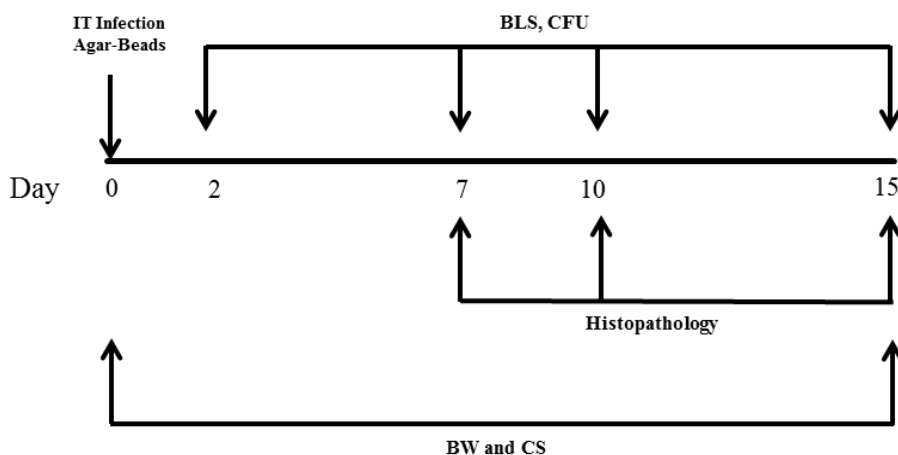 IT Infection
Agar-Beads
BLS, CFU
Day 0 2 7 10 15
Histopathology
BW and CS